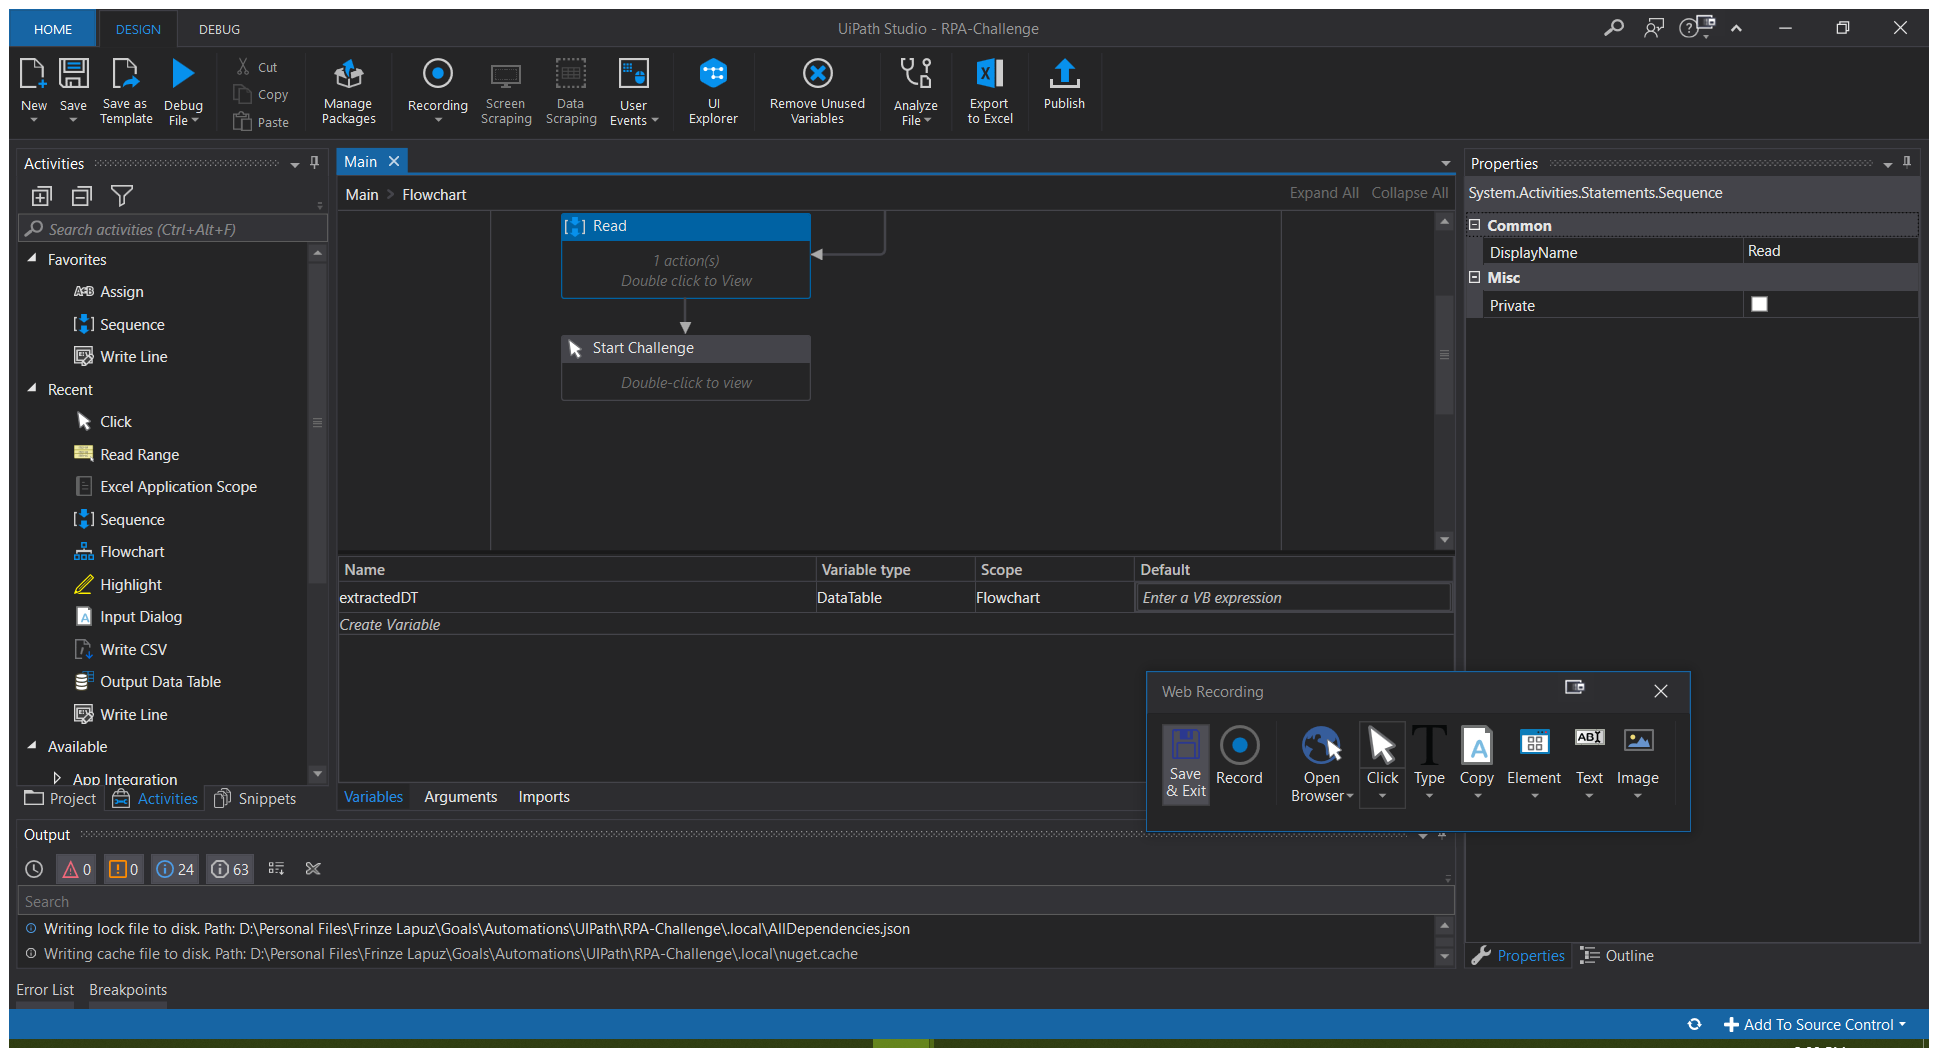 HOME DESIGN DEBUG UiPath Studio - RPA-Challenge
New Save Save as Template Debug File
Cut
Copy
Paste
Manage Packages Recording Screen Scraping Data Scraping User Events UI Explorer Remove Unused Variables Analyze File Export to Excel Publish
Activities
Search activities (Ctrl+Alt+F)
Favorites
Assign
Sequence
Write Line
Recent
Click
Read Range
Excel Application Scope
Sequence
Flowchart
Highlight
Input Dialog
Write CSV
Output Data Table
Write Line
Available
App Integration
Project Activities Snippets
Main
Main > Flowchart Expand All Collapse All
Read
1 action(s)
Double click to View
Start Challenge
Double-click to view
Name Variable type Scope Default
extractedDT DataTable Flowchart Enter a VB expression
Create Variable
Variables Arguments Imports
Properties
System.Activities.Statements.Sequence
Common
DisplayName Read
Misc
Private
Web Recording
Save & Exit Record Open Browser Click Type Copy Element Text Image
Output
0 0 24 63
Search
Writing lock file to disk. Path: D:\Personal Files\Frinze Lapuz\Goals\Automations\UIPath\RPA-Challenge\.local\AllDependencies.json
Writing cache file to disk. Path: D:\Personal Files\Frinze Lapuz\Goals\Automations\UIPath\RPA-Challenge\.local\nuget.cache
Properties Outline
Error List Breakpoints
Add To Source Control